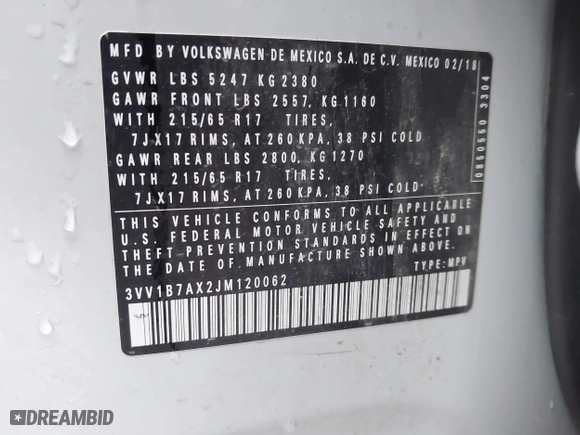 MFD BY VOLKSWAGEN DE MEXICO S.A. DE C.V. MEXICO 02/18
GVWR LBS 5247 KG 2380
GAWR FRONT LBS 2557, KG 1160
WITH 215/65 R17 TIRES,
7JX17 RIMS, AT 260 KPA, 38 PSI COLD
GAWR REAR LBS 2800, KG 1270
WITH 215/65 R17 TIRES,
7JX17 RIMS, AT 260 KPA, 38 PSI COLD
THIS VEHICLE CONFORMS TO ALL APPLICABLE
U.S. FEDERAL MOTOR VEHICLE SAFETY AND
THEFT PREVENTION STANDARDS IN EFFECT ON
THE DATE OF MANUFACTURE SHOWN ABOVE.
3VV1B7AX2JM120062 TYPE: MPV
0850550 3304
DREAMBID